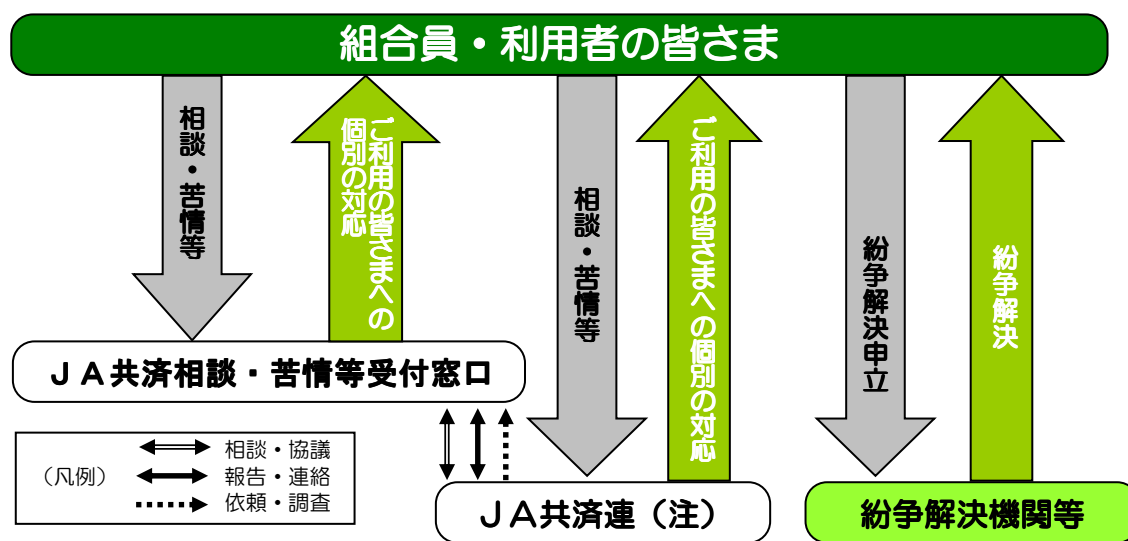 組合員・利用者の皆さま
相談・苦情等
ご利用の皆さまへの
個別の対応
相談・苦情等
ご利用の皆さまへの個別の対応
紛争解決申立
紛争解決
ＪＡ共済相談・苦情等受付窓口
（凡例）
相談・協議
報告・連絡
依頼・調査
ＪＡ共済連（注）
紛争解決機関等